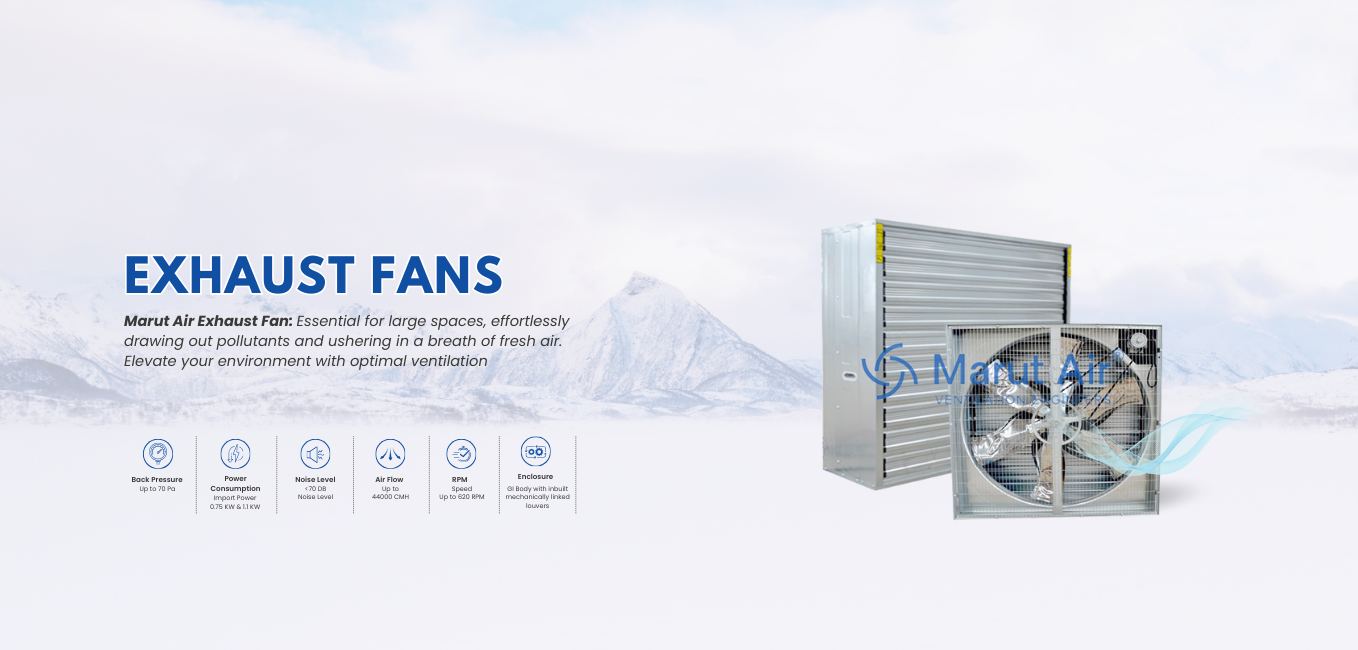 EXHAUST FANS
Marut Air Exhaust Fan: Essential for large spaces, effortlessly
drawing out pollutants and ushering in a breath of fresh air.
Elevate your environment with optimal ventilation
Back Pressure
Up to 70 Pa
Power
Consumption
Import Power
0.75 KW & 1.1 KW
Noise Level
<70 DB
Noise Level
Air Flow
Up to
44000 CMH
RPM
Speed
Up to 620 RPM
Enclosure
GI Body with inbuilt
mechanically linked
louvers
Marut Air
VENTILATION ENGINEERS